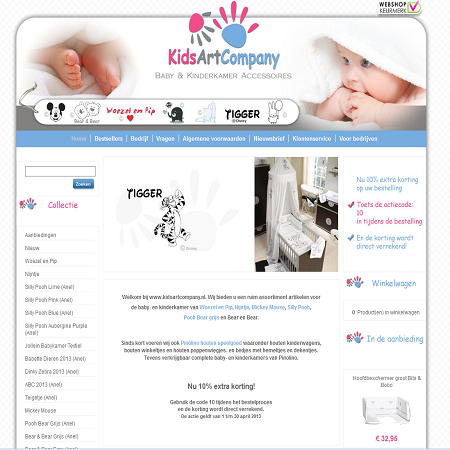 WEBSHOP
KEURMERK
KidsArtCompany
BABY & KINDERKAMER ACCESSOIRES
BEAR & BEER
Woezel en Pip
TIGGER
©Disney
Home | Bestsellers | Bedrijf | Vragen | Algemene voorwaarden | Nieuwsbrief | Klantenservice | Voor bedrijven
Zoeken
Collectie
Aanbiedingen
Nieuw
Woezel en Pip
Nijntje
Silly Pooh Lime (Anel)
Silly Pooh Pink (Anel)
Silly Pooh Blue (Anel)
Silly Pooh Aubergine Purple
(Anel)
Jollein Babykamer Textiel
Babette Dieren 2013 (Anel)
Dinky Zebra 2013 (Anel)
ABC 2013 (Anel)
Teigetje (Anel)
Mickey Mouse
Pooh Bear Grijs (Anel)
Bear & Bear Grijs (Anel)
TIGGER
© Disney
Welkom bij www.kidsartcompany.nl. Wij bieden u een ruim assortiment artikelen voor
de baby- en kinderkamer van Woezel en Pip, Nijntje, Mickey Mouse, Silly Pooh,
Pooh Bear grijs en Bear en Bear.
Sinds kort voeren wij ook Pinolino houten speelgoed waaronder houten kinderwagens,
houten winkeltjes en houten poppenwiegjes- en bedjes met hemeltjes en dekentjes.
Tevens verkrijgbaar complete baby- en kinderkamers van Pinolino.
Nu 10% extra korting!
Gebruik de code 10 tijdens het bestelproces
en de korting wordt direct verrekend.
De actie geldt van 1 t/m 30 april 2013
Nu 10% extra korting
op uw bestelling
Toets de actiecode:
10
in tijdens de bestelling
En de korting wordt
direct verrekend!
Winkelwagen
0 Product(en) in winkelwagen
In de aanbieding
Hoofdbeschermer groot Bibi &
Bobo
€ 32,95